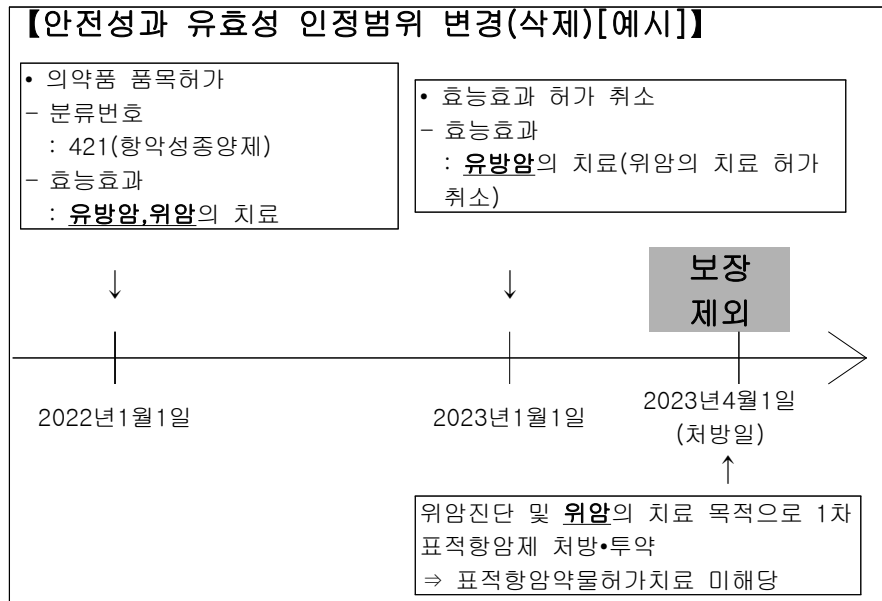 【안전성과 유효성 인정범위 변경(삭제)[예시]】
• 의약품 품목허가
– 분류번호
: 421(항악성종양제)
– 효능효과
: 유방암,위암의 치료
• 효능효과 허가 취소
– 효능효과
: 유방암의 치료(위암의 치료 허가
취소)
보장
제외
↓
↓
2022년1월1일
2023년1월1일
2023년4월1일
(처방일)
↑
위암진단 및 위암의 치료 목적으로 1차
표적항암제 처방•투약
⇒ 표적항암약물허가치료 미해당